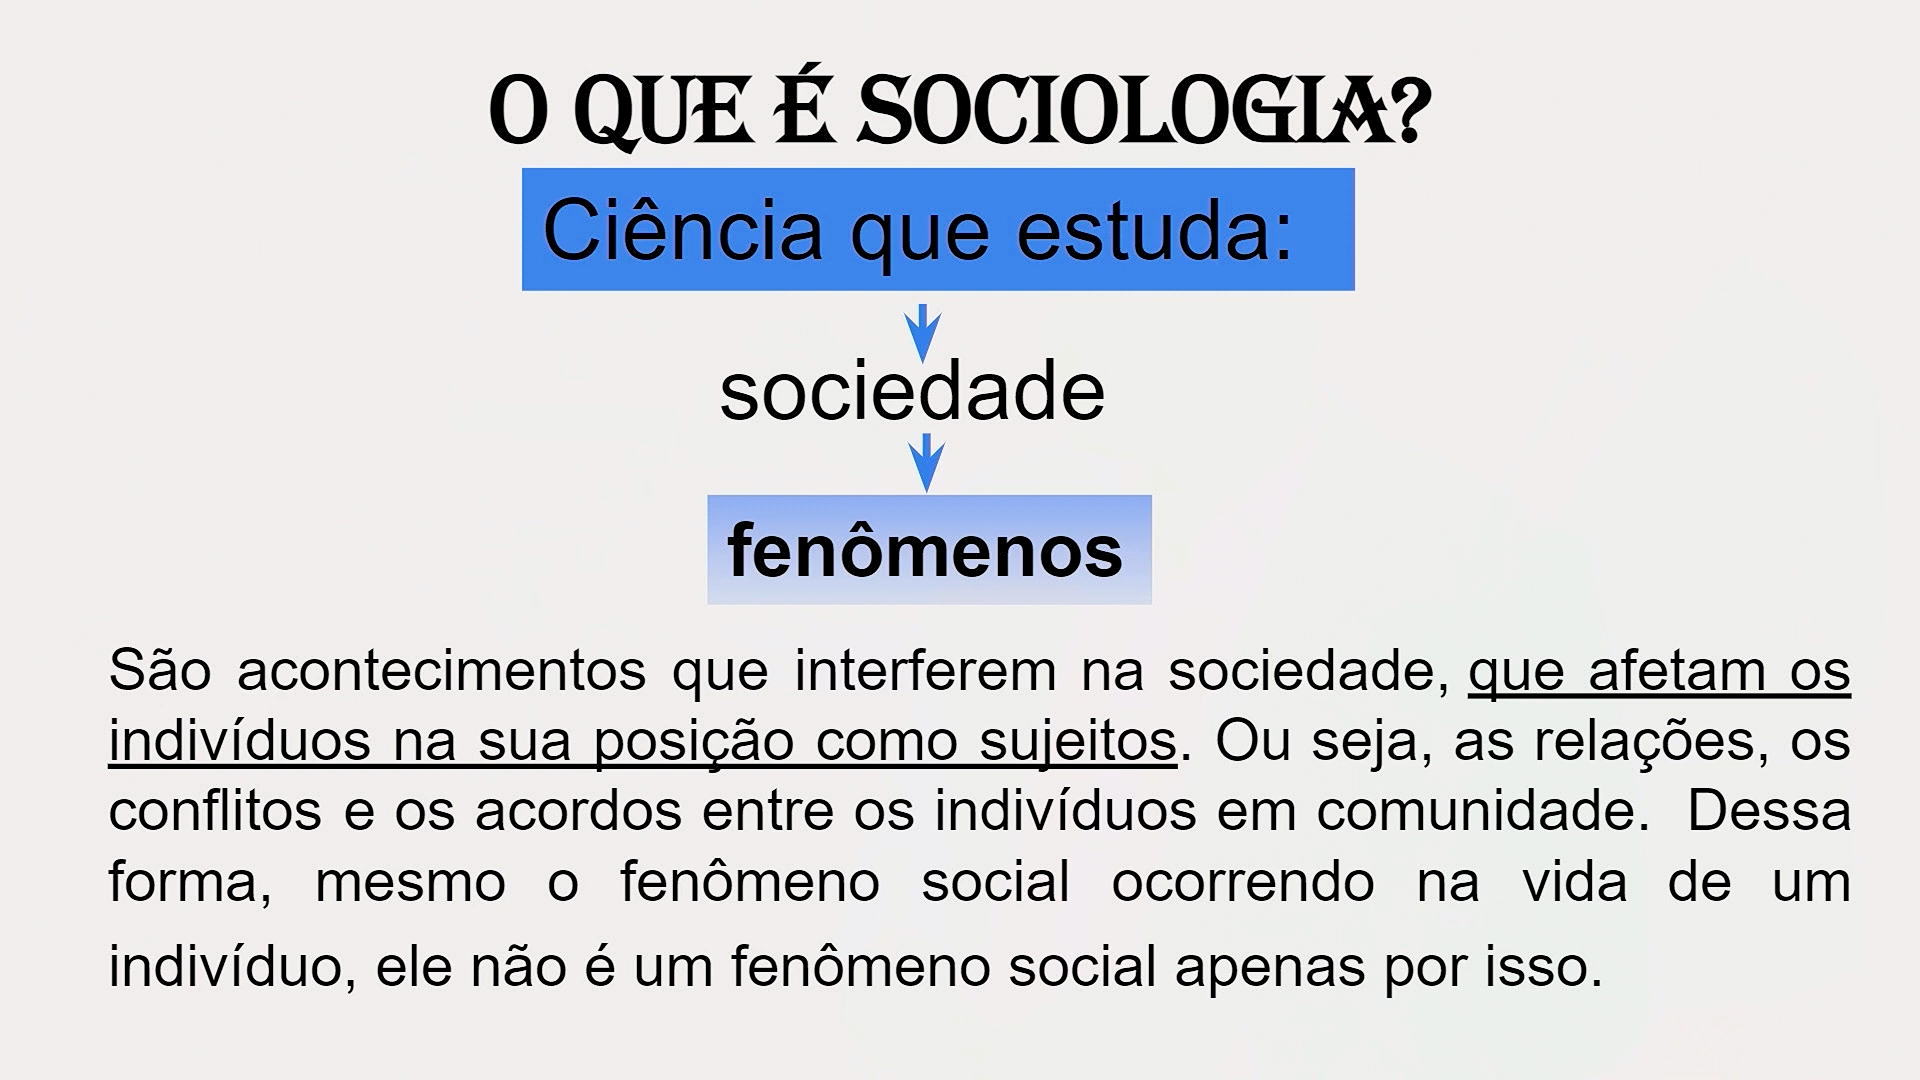 O QUE É SOCIOLOGIA?
Ciência que estuda:
sociedade
fenômenos
São acontecimentos que interferem na sociedade, que afetam os
indivíduos na sua posição como sujeitos. Ou seja, as relações, os
conflitos e os acordos entre os indivíduos em comunidade. Dessa
forma, mesmo o fenômeno social ocorrendo na vida de um
indivíduo, ele não é um fenômeno social apenas por isso.